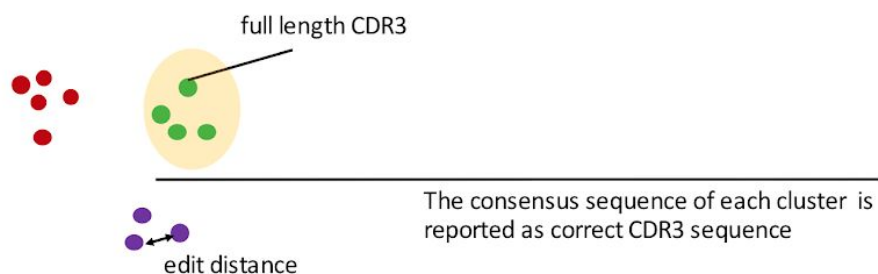 full length CDR3
The consensus sequence of each cluster is
reported as correct CDR3 sequence
edit distance